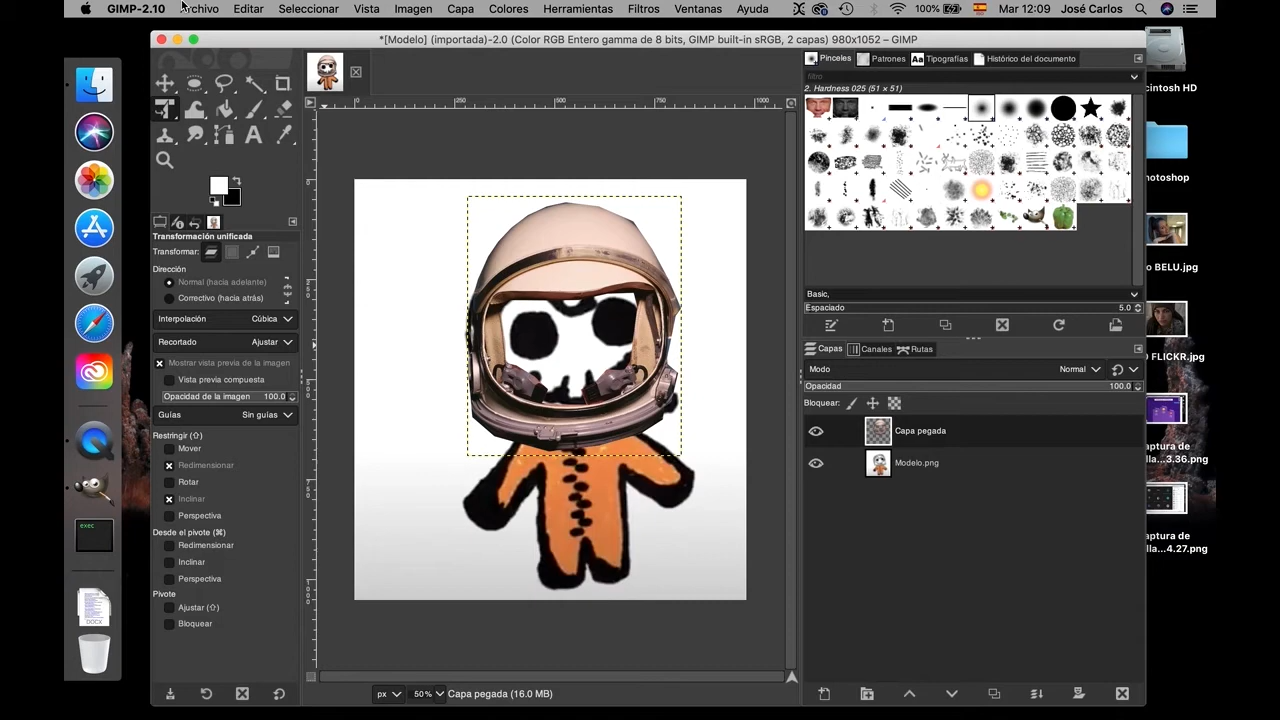 GIMP-2.10 Archivo Editar Seleccionar Vista Imagen Capa Colores Herramientas Filtros Ventanas Ayuda 100% Mar 12:09 José Carlos
*[Modelo] (importada)-2.0 (Color RGB Entero gamma de 8 bits, GIMP built-in sRGB, 2 capas) 980x1052 – GIMP
Pinceles Patrones Aa Tipografías Histórico del documento
filtro
2. Hardness 025 (51 × 51)
cintosh HD
250 500 750 1000
hotoshop
Transformación unificada
Transformar:
Dirección
Normal (hacia adelante)
Correctivo (hacia atrás)
Interpolación Cúbica
Recortado Ajustar
Mostrar vista previa de la imagen
Vista previa compuesta
Opacidad de la imagen 100.0
Guías Sin guías
Restringir (⇧)
Mover
Redimensionar
Rotar
Inclinar
Perspectiva
Desde el pivote (⌘)
Redimensionar
Inclinar
Perspectiva
Pivote
Ajustar (⇧)
Bloquear
O BELU.jpg
Basic,
Espaciado 5.0
Capas Canales Rutas
O FLICKR.jpg
Modo Normal
Opacidad 100.0
Bloquear:
Capa pegada
Modelo.png
aptura de
lla...3.36.png
aptura de
lla...4.27.png
exec
DOCX
px 50% Capa pegada (16.0 MB)